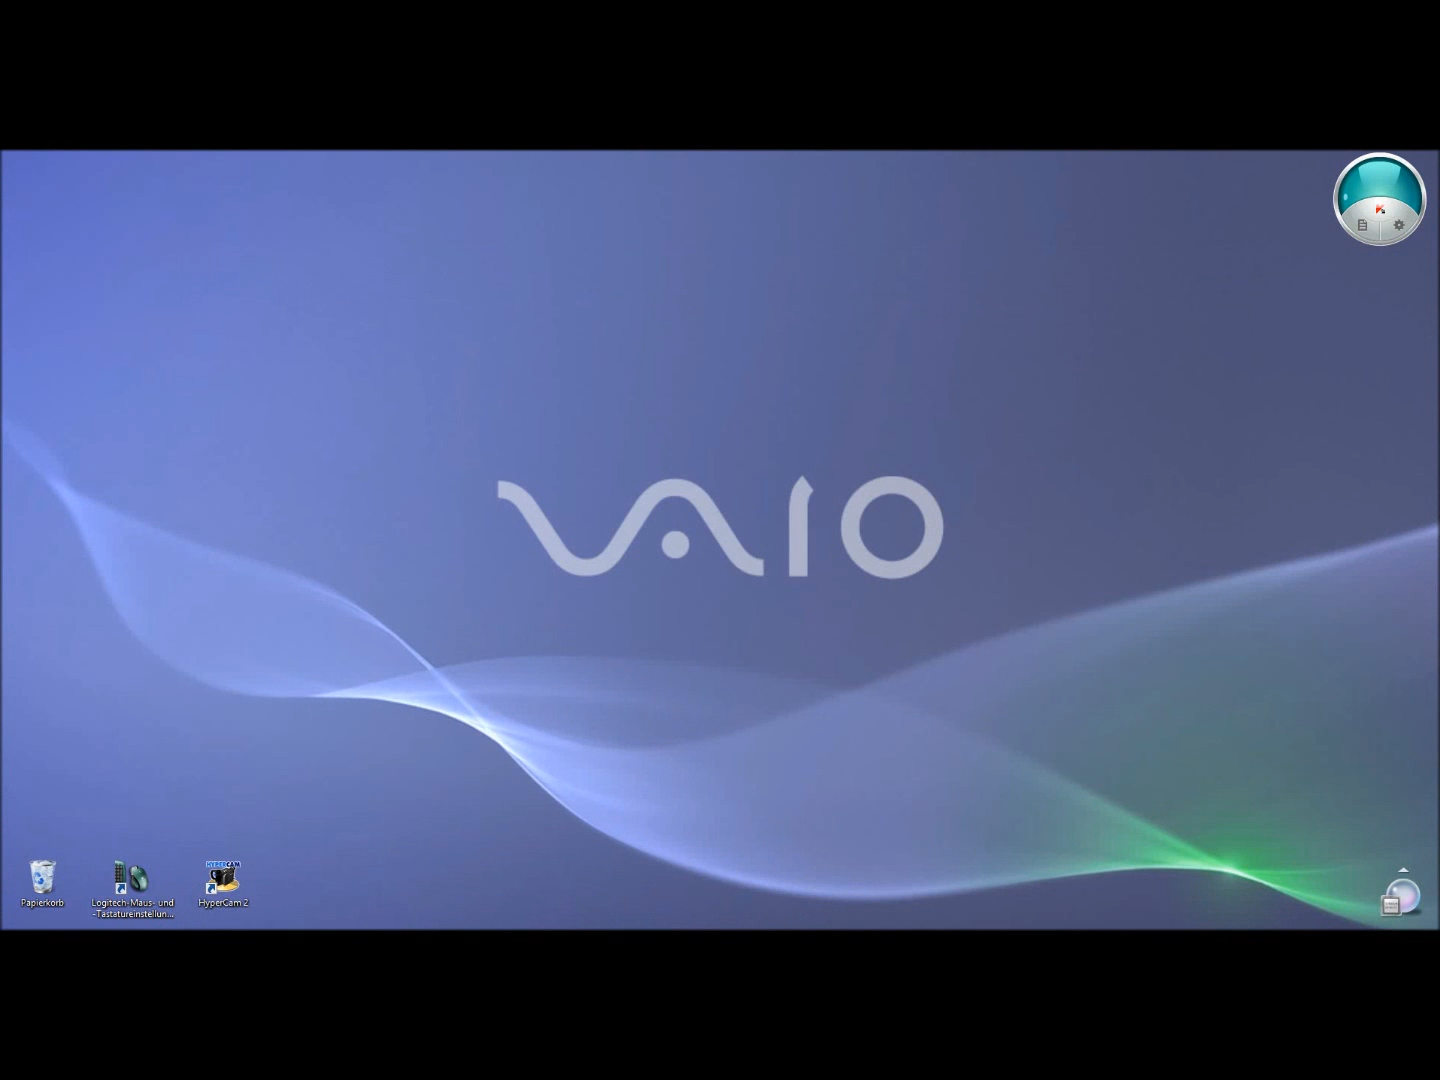 VAIO
Papierkorb
Logitech-Maus- und
-Tastatureinstellun...
HYPERCAM
HyperCam 2